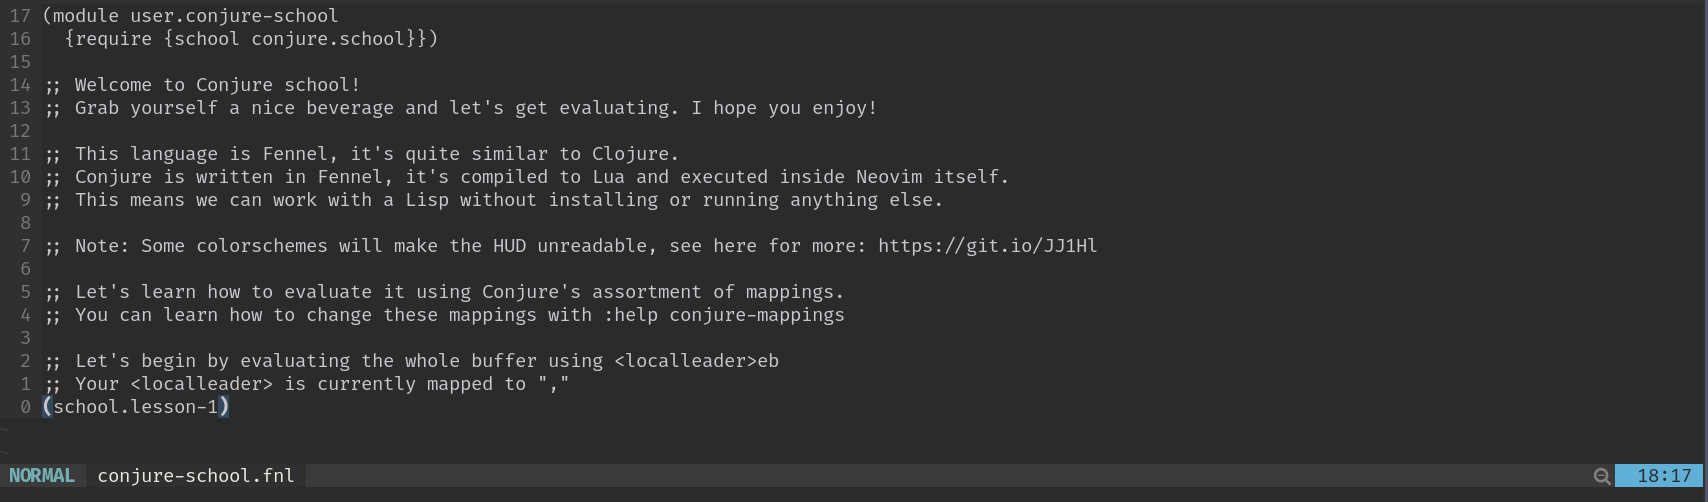 17 (module user.conjure-school
16   {require {school conjure.school}})
15
14 ;; Welcome to Conjure school!
13 ;; Grab yourself a nice beverage and let's get evaluating. I hope you enjoy!
12
11 ;; This language is Fennel, it's quite similar to Clojure.
10 ;; Conjure is written in Fennel, it's compiled to Lua and executed inside Neovim itself.
9 ;; This means we can work with a Lisp without installing or running anything else.
8
7 ;; Note: Some colorschemes will make the HUD unreadable, see here for more: https://git.io/JJ1Hl
6
5 ;; Let's learn how to evaluate it using Conjure's assortment of mappings.
4 ;; You can learn how to change these mappings with :help conjure-mappings
3
2 ;; Let's begin by evaluating the whole buffer using <localleader>eb
1 ;; Your <localleader> is currently mapped to ","
0 (school.lesson-1)
~
~
NORMAL conjure-school.fnl 18:17